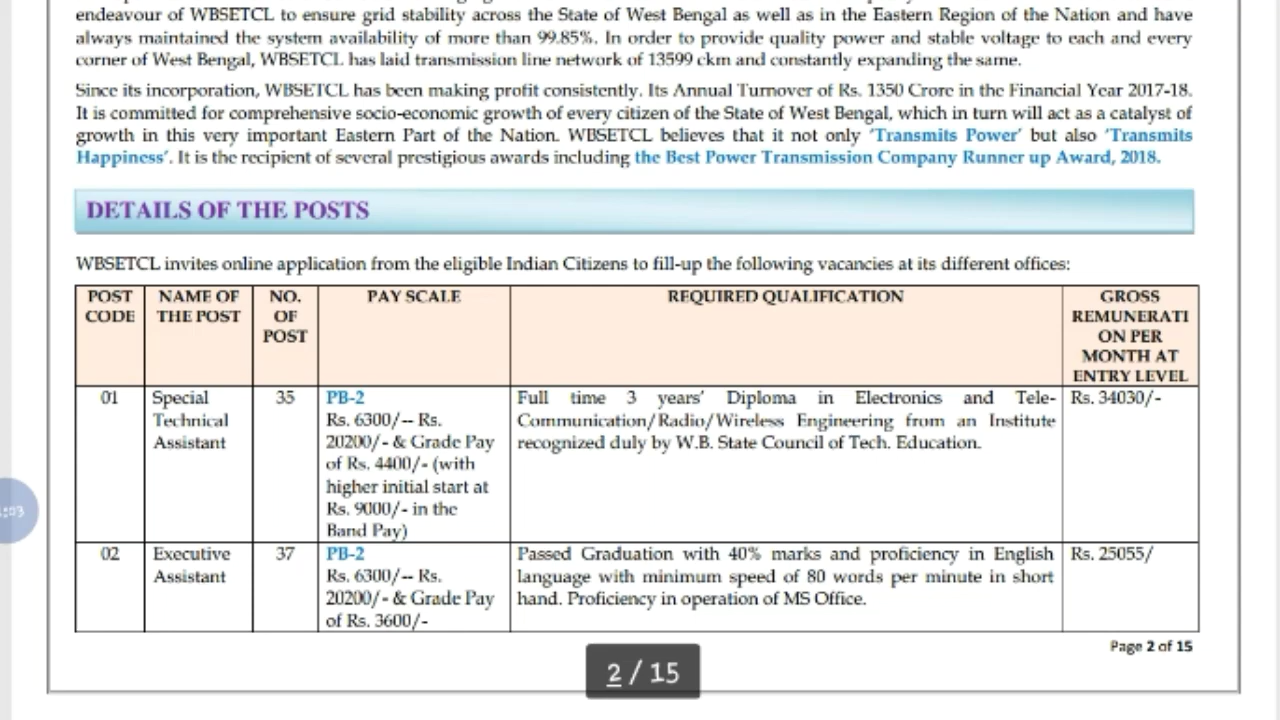 endeavour of WBSETCL to ensure grid stability across the State of West Bengal as well as in the Eastern Region of the Nation and have
always maintained the system availability of more than 99.85%. In order to provide quality power and stable voltage to each and every
corner of West Bengal, WBSETCL has laid transmission line network of 13599 ckm and constantly expanding the same.
Since its incorporation, WBSETCL has been making profit consistently. Its Annual Turnover of Rs. 1350 Crore in the Financial Year 2017-18.
It is committed for comprehensive socio-economic growth of every citizen of the State of West Bengal, which in turn will act as a catalyst of
growth in this very important Eastern Part of the Nation. WBSETCL believes that it not only 'Transmits Power' but also 'Transmits
Happiness'. It is the recipient of several prestigious awards including the Best Power Transmission Company Runner up Award, 2018.
DETAILS OF THE POSTS
WBSETCL invites online application from the eligible Indian Citizens to fill-up the following vacancies at its different offices:
POST
CODE
NAME OF
THE POST
NO.
OF
POST
PAY SCALE
REQUIRED QUALIFICATION
GROSS
REMUNERATI
ON PER
MONTH AT
ENTRY LEVEL
01
Special
Technical
Assistant
35
PB-2
Rs. 6300/-- Rs.
20200/- & Grade Pay
of Rs. 4400/- (with
higher initial start at
Rs. 9000/- in the
Band Pay)
Full time 3 years' Diploma in Electronics and Tele-
Communication/Radio/Wireless Engineering from an Institute
recognized duly by W.B. State Council of Tech. Education.
Rs. 34030/-
02
Executive
Assistant
37
PB-2
Rs. 6300/-- Rs.
20200/- & Grade Pay
of Rs. 3600/-
Passed Graduation with 40% marks and proficiency in English
language with minimum speed of 80 words per minute in short
hand. Proficiency in operation of MS Office.
Rs. 25055/
Page 2 of 15
2 / 15